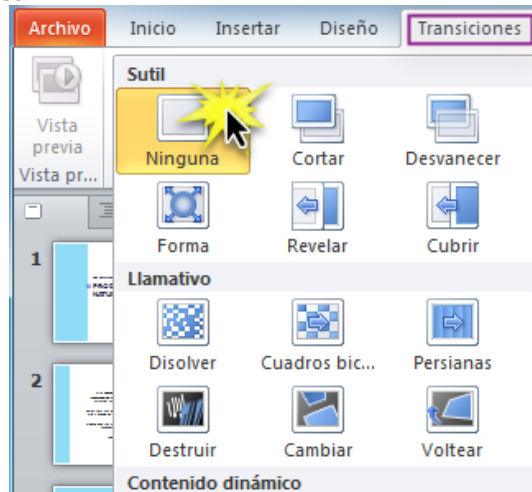 Archivo Inicio Insertar Diseño Transiciones
Sutil
Vista previa
Vista pr...
Ninguna Cortar Desvanecer
Forma Revelar Cubrir
1
Llamativo
Disolver Cuadros bic... Persianas
2
Destruir Cambiar Voltear
Contenido dinámico